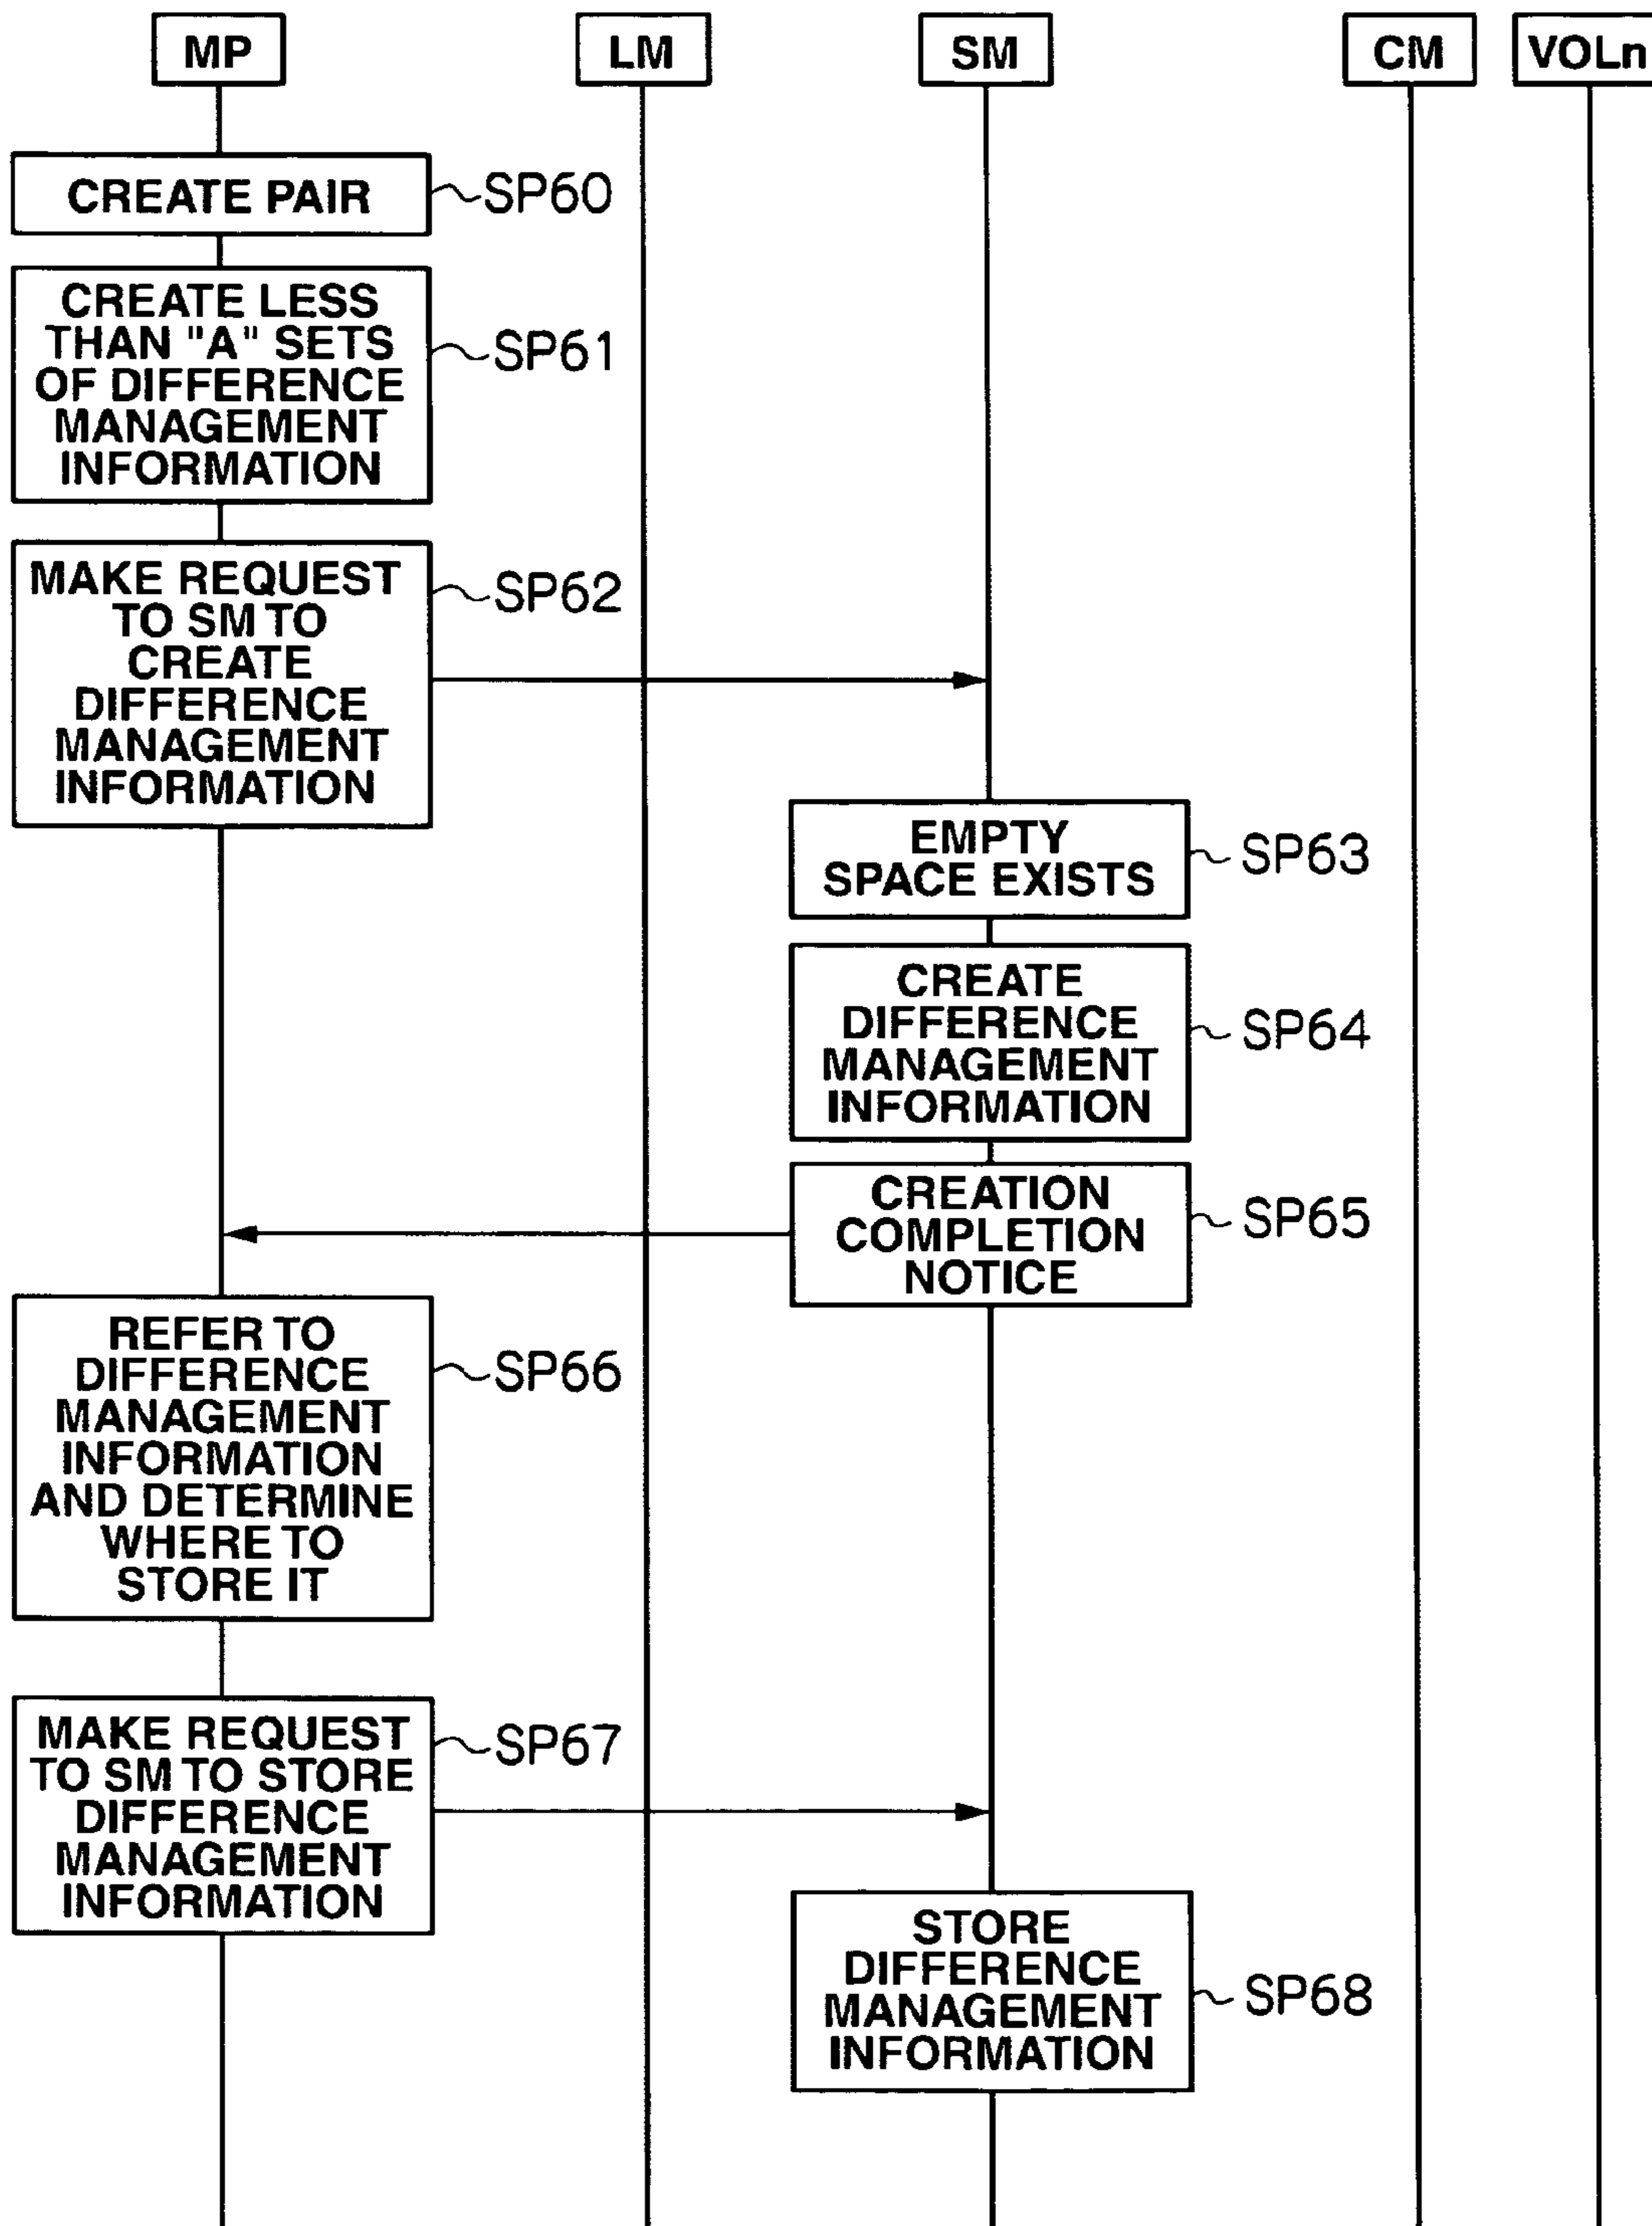 MP
LM
SM
CM
VOLn
CREATE PAIR
SP60
CREATE LESS
THAN "A" SETS
OF DIFFERENCE
MANAGEMENT
INFORMATION
SP61
MAKE REQUEST
TO SM TO
CREATE
DIFFERENCE
MANAGEMENT
INFORMATION
SP62
EMPTY
SPACE EXISTS
SP63
CREATE
DIFFERENCE
MANAGEMENT
INFORMATION
SP64
CREATION
COMPLETION
NOTICE
SP65
REFER TO
DIFFERENCE
MANAGEMENT
INFORMATION
AND DETERMINE
WHERE TO
STORE IT
SP66
MAKE REQUEST
TO SM TO STORE
DIFFERENCE
MANAGEMENT
INFORMATION
SP67
STORE
DIFFERENCE
MANAGEMENT
INFORMATION
SP68